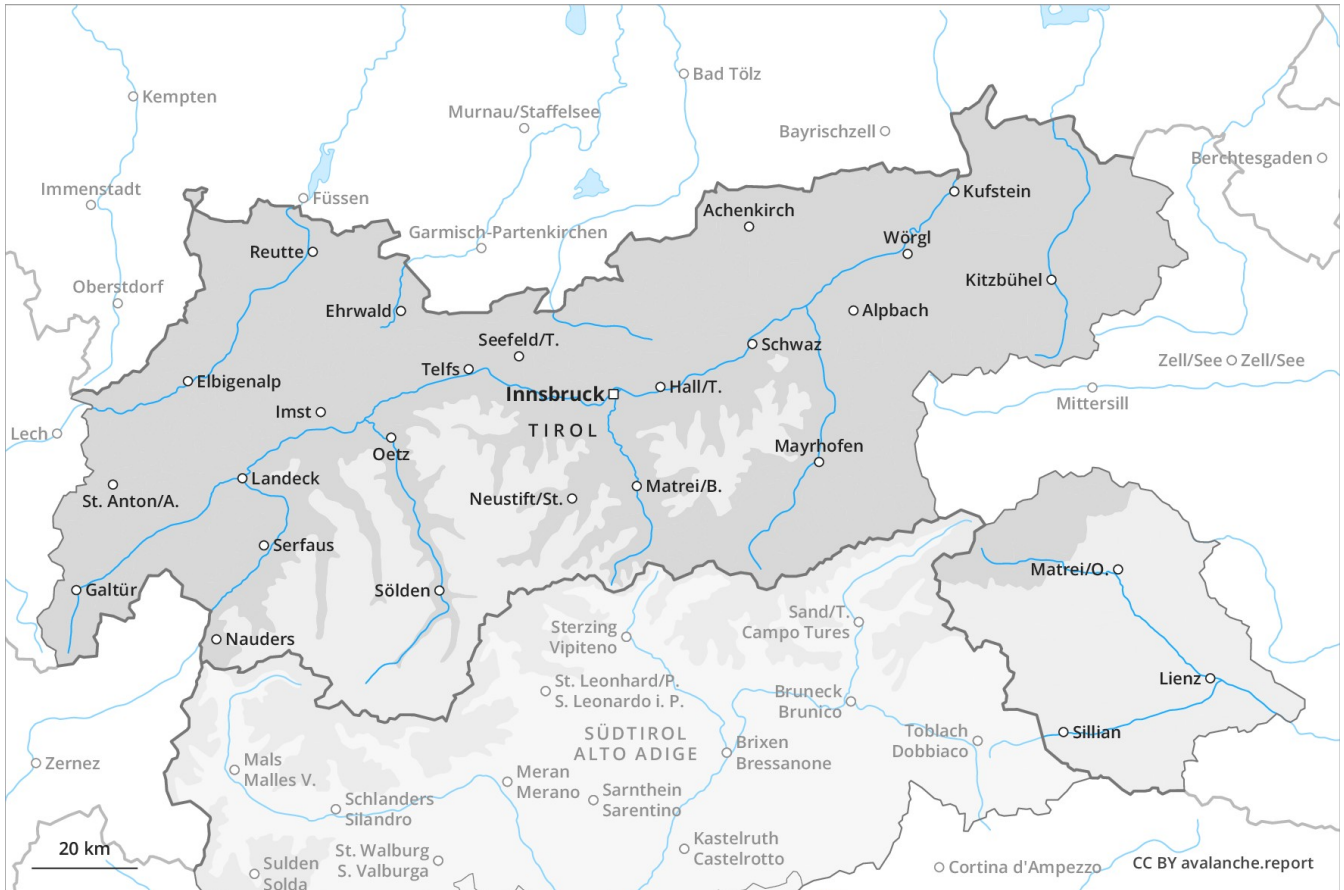 Bad Tölz
Kempten
Murnau/Staffelsee
Bayrischzell
Berchtesgaden
Immenstadt
Füssen
Kufstein
Achenkirch
Garmisch-Partenkirchen
Wörgl
Reutte
Oberstdorf
Kitzbühel
Ehrwald
Alpbach
Seefeld/T.
Schwaz
Zell/See
Zell/See
Telfs
Elbigenalp
Hall/T.
Innsbruck
Mittersill
Imst
Lech
TIROL
Oetz
Mayrhofen
Landeck
Matrei/B.
St. Anton/A.
Neustift/St.
Serfaus
Matrei/O.
Galtür
Sölden
Sand/T.
Campo Tures
Sterzing
Vipiteno
Nauders
Lienz
St. Leonhard/P.
S. Leonardo i. P.
Bruneck
Brunico
Sillian
SÜDTIROL
ALTO ADIGE
Toblach
Dobbiaco
Brixen
Bressanone
Zernez
Mals
Malles V.
Meran
Merano
Sarnthein
Sarentino
Schlanders
Silandro
20 km
Kastelruth
Castelrotto
St. Walburg
S. Valburga
Sulden
Solda
Cortina d'Ampezzo
CC BY avalanche.report